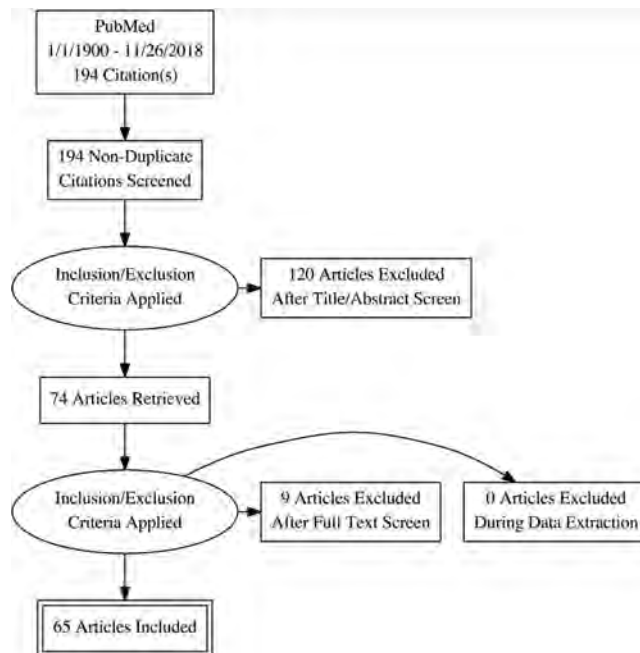 PubMed
1/1/1900 - 11/26/2018
194 Citation(s)
194 Non-Duplicate
Citations Screened
Inclusion/Exclusion
Criteria Applied
120 Articles Excluded
After Title/Abstract Screen
74 Articles Retrieved
Inclusion/Exclusion
Criteria Applied
9 Articles Excluded
After Full Text Screen
0 Articles Excluded
During Data Extraction
65 Articles Included